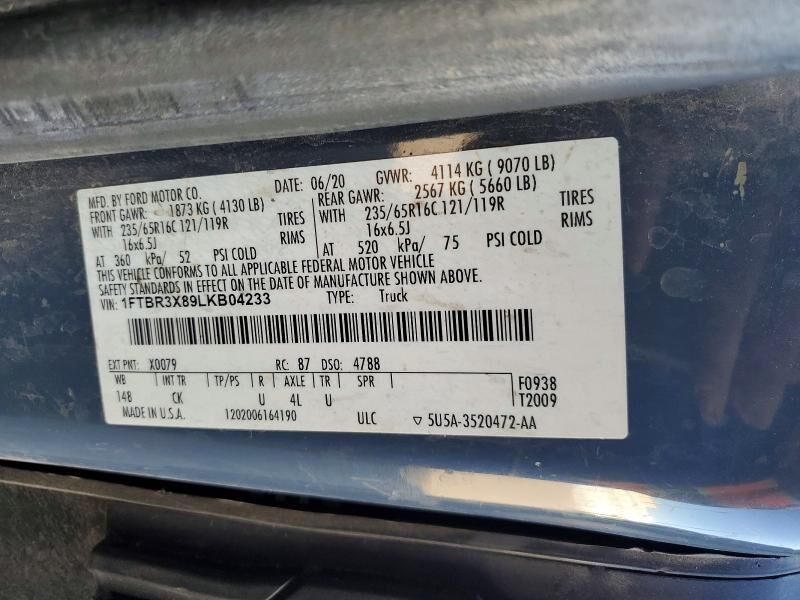 MFD. BY FORD MOTOR CO. DATE: 06/20 GVWR: 4114 KG ( 9070 LB)
FRONT GAWR: 1873 KG ( 4130 LB) REAR GAWR: 2567 KG ( 5660 LB)
WITH 235/65R16C 121/119R TIRES WITH 235/65R16C 121/119R TIRES
16x6.5J RIMS 16x6.5J RIMS
AT 360 kPa/ 52 PSI COLD AT 520 kPa/ 75 PSI COLD
THIS VEHICLE CONFORMS TO ALL APPLICABLE FEDERAL MOTOR VEHICLE
SAFETY STANDARDS IN EFFECT ON THE DATE OF MANUFACTURE SHOWN ABOVE.
VIN: 1FTBR3X89LKB04233 TYPE: Truck
EXT PNT: X0079 RC: 87 DSO: 4788
WB INT TR TP/PS R AXLE TR SPR F0938
148 CK U 4L U T2009
MADE IN U.S.A. 1202006164190 ULC ▽ 5U5A-3520472-AA